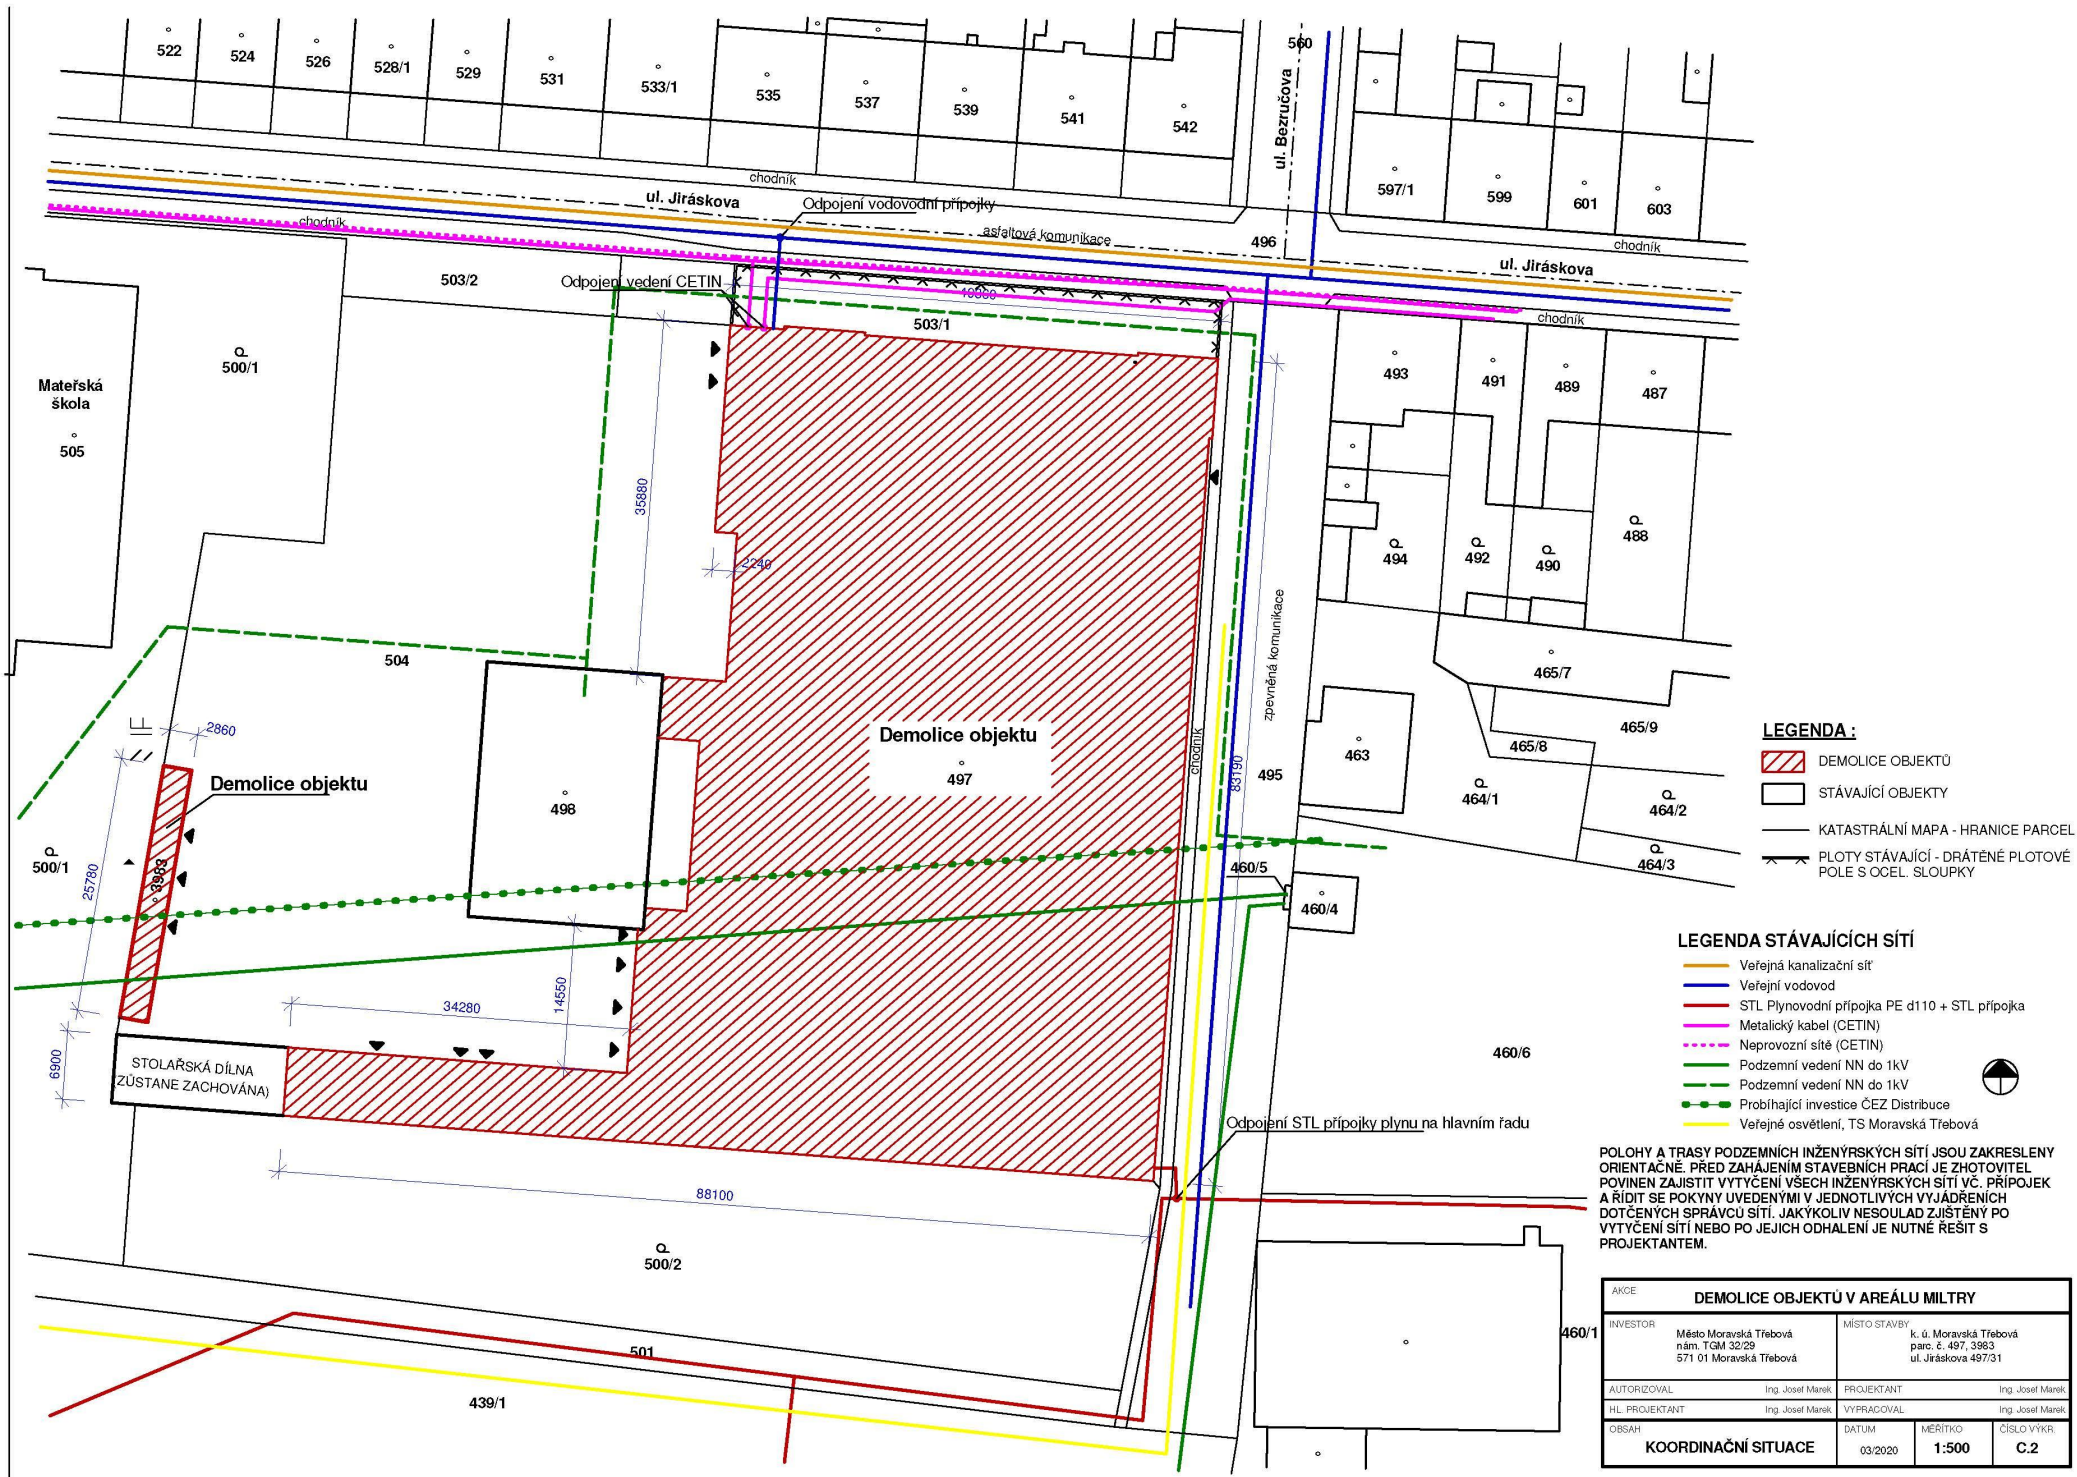 522
524
526
528/1
529
531
533/1
535
537
539
541
542
560
ul. Bezručova
597/1
599
601
603
chodník
ul. Jiráskova
Odpojení vodovodní přípojky
chodník
asfaltová komunikace
496
chodník
ul. Jiráskova
503/2
Odpojení vedení CETIN
503/1
chodník
500/1
Mateřská
škola
505
493
491
489
487
35880
2240
494
492
490
488
zpevněná komunikace
504
465/7
465/9
465/8
2860
Demolice objektu
Demolice objektu
497
498
chodník
83190
495
463
464/1
464/2
464/3
500/1
25780
3983
460/5
460/4
34280
14550
6900
STOLAŘSKÁ DÍLNA
(ZŮSTANE ZACHOVÁNA)
460/6
Odpojení STL přípojky plynu na hlavním řadu
88100
500/2
501
439/1
460/1
LEGENDA :
DEMOLICE OBJEKTŮ
STÁVAJÍCÍ OBJEKTY
KATASTRÁLNÍ MAPA - HRANICE PARCEL
PLOTY STÁVAJÍCÍ - DRÁTĚNÉ PLOTOVÉ
POLE S OCEL. SLOUPKY
LEGENDA STÁVAJÍCÍCH SÍTÍ
Veřejná kanalizační síť
Veřejní vodovod
STL Plynovodní přípojka PE d110 + STL přípojka
Metalický kabel (CETIN)
Neprovozní sítě (CETIN)
Podzemní vedení NN do 1kV
Podzemní vedení NN do 1kV
Probíhající investice ČEZ Distribuce
Veřejné osvětlení, TS Moravská Třebová
POLOHY A TRASY PODZEMNÍCH INŽENÝRSKÝCH SÍTÍ JSOU ZAKRESLENY
ORIENTAČNĚ. PŘED ZAHÁJENÍM STAVEBNÍCH PRACÍ JE ZHOTOVITEL
POVINEN ZAJISTIT VYTYČENÍ VŠECH INŽENÝRSKÝCH SÍTÍ VČ. PŘÍPOJEK
A ŘÍDIT SE POKYNY UVEDENÝMI V JEDNOTLIVÝCH VYJÁDŘENÍCH
DOTČENÝCH SPRÁVCŮ SÍTÍ. JAKÝKOLIV NESOULAD ZJIŠTĚNÝ PO
VYTYČENÍ SÍTÍ NEBO PO JEJICH ODHALENÍ JE NUTNÉ ŘEŠIT S
PROJEKTANTEM.
AKCE
DEMOLICE OBJEKTŮ V AREÁLU MILTRY
INVESTOR
Město Moravská Třebová
nám. TGM 32/29
571 01 Moravská Třebová
MÍSTO STAVBY
k. ú. Moravská Třebová
parc. č. 497, 3983
ul. Jiráskova 497/31
AUTORIZOVAL Ing. Josef Marek
PROJEKTANT Ing. Josef Marek
HL. PROJEKTANT Ing. Josef Marek
VYPRACOVAL Ing. Josef Marek
OBSAH
KOORDINAČNÍ SITUACE
DATUM
03/2020
MĚŘÍTKO
1:500
ČÍSLO VÝKR.
C.2